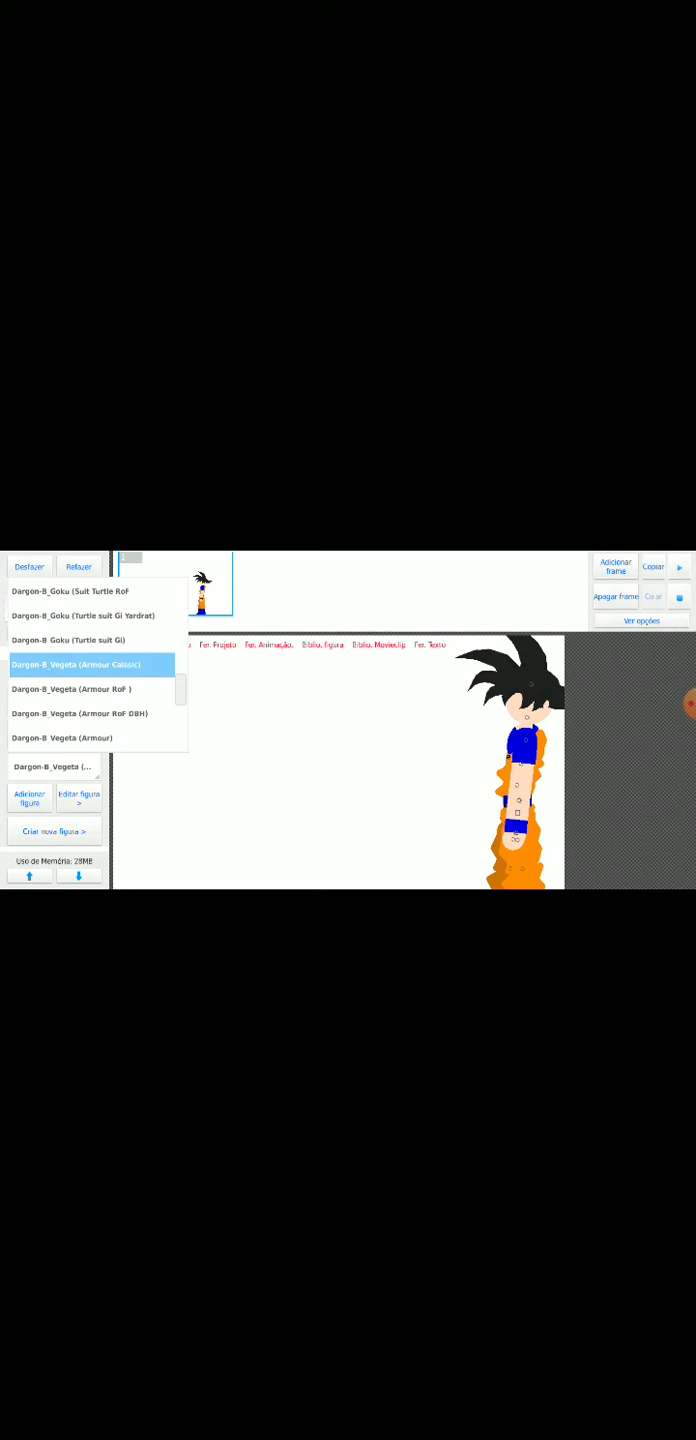 Desfazer
Refazer
Adicionar
frame
Copiar
Apagar frame
Ver opções
Dargon-B_Goku (Suit Turtle RoF
Dargon-B_Goku (Turtle suit Gi Yardrat)
Dargon-B_Goku (Turtle suit Gi)
Dargon-B_Vegeta (Armour Calssic)
Dargon-B_Vegeta (Armour RoF )
Dargon-B_Vegeta (Armour RoF DBH)
Dargon-B_Vegeta (Armour)
Fer. Projeto
Fer. Animação.
Biblio. figura
Biblio. Movieclip
Fer. Texto
Dargon-B_Vegeta (...
Adicionar
figura
Editar figura
>
Criar nova figura >
Uso de Memória: 28MB